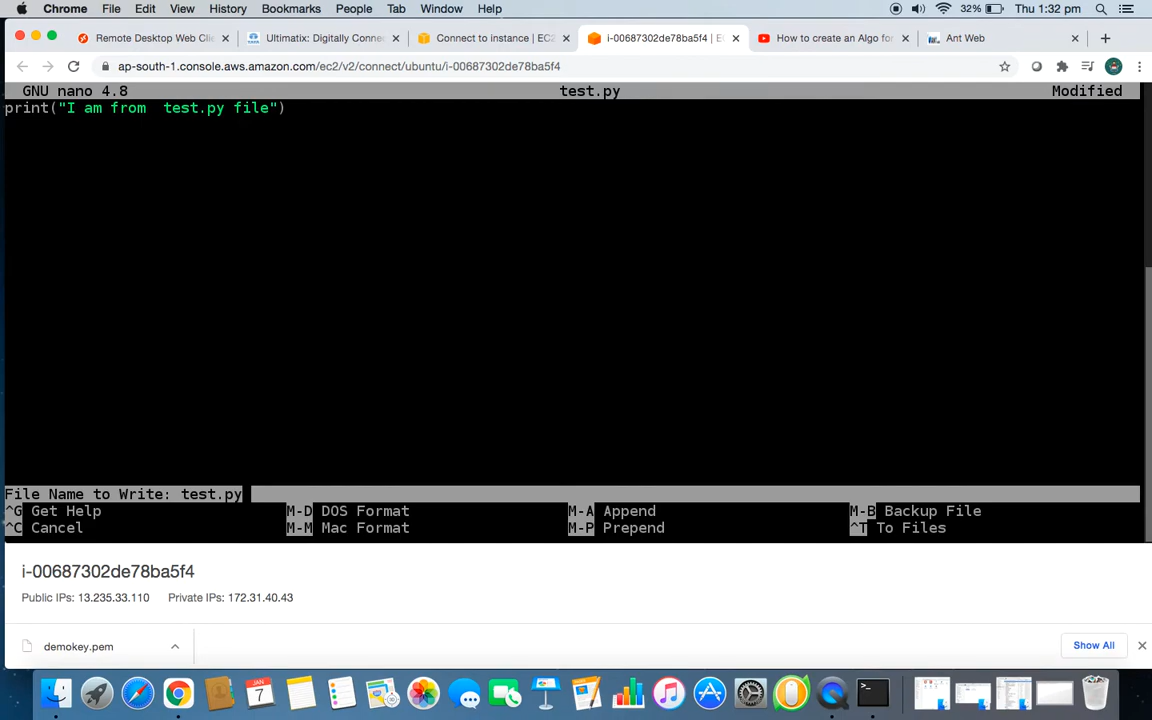 Chrome File Edit View History Bookmarks People Tab Window Help 32% Thu 1:32 pm
Remote Desktop Web Cli Ultimatix: Digitally Conne Connect to instance | EC2 i-00687302de78ba5f4 | E How to create an Algo for Ant Web
ap-south-1.console.aws.amazon.com/ec2/v2/connect/ubuntu/i-00687302de78ba5f4
GNU nano 4.8 test.py Modified
print("I am from  test.py file")
File Name to Write: test.py
^G Get Help M-D DOS Format M-A Append M-B Backup File
^C Cancel M-M Mac Format M-P Prepend ^T To Files
i-00687302de78ba5f4
Public IPs: 13.235.33.110 Private IPs: 172.31.40.43
demokey.pem Show All
JAN
7